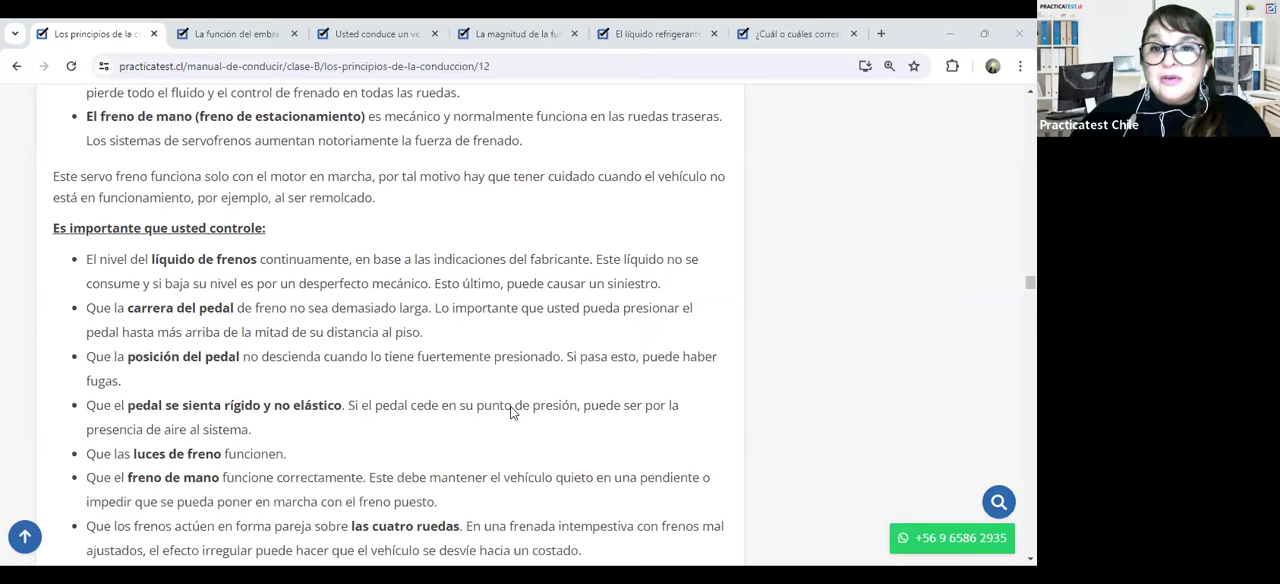 Los principios de la c
La función del embra
Usted conduce un ve
La magnitud de la fu
El líquido refrigerant
¿Cuál o cuáles corres
practicatest.cl/manual-de-conducir/clase-B/los-principios-de-la-conduccion/12
PRACTICATEST.cl
Practicatest Chile
pierde todo el fluido y el control de frenado en todas las ruedas.
El freno de mano (freno de estacionamiento) es mecánico y normalmente funciona en las ruedas traseras.
Los sistemas de servofrenos aumentan notoriamente la fuerza de frenado.
Este servo freno funciona solo con el motor en marcha, por tal motivo hay que tener cuidado cuando el vehículo no
está en funcionamiento, por ejemplo, al ser remolcado.
Es importante que usted controle:
El nivel del líquido de frenos continuamente, en base a las indicaciones del fabricante. Este líquido no se
consume y si baja su nivel es por un desperfecto mecánico. Esto último, puede causar un siniestro.
Que la carrera del pedal de freno no sea demasiado larga. Lo importante que usted pueda presionar el
pedal hasta más arriba de la mitad de su distancia al piso.
Que la posición del pedal no descienda cuando lo tiene fuertemente presionado. Si pasa esto, puede haber
fugas.
Que el pedal se sienta rígido y no elástico. Si el pedal cede en su punto de presión, puede ser por la
presencia de aire al sistema.
Que las luces de freno funcionen.
Que el freno de mano funcione correctamente. Este debe mantener el vehículo quieto en una pendiente o
impedir que se pueda poner en marcha con el freno puesto.
Que los frenos actúen en forma pareja sobre las cuatro ruedas. En una frenada intempestiva con frenos mal
ajustados, el efecto irregular puede hacer que el vehículo se desvíe hacia un costado.
+56 9 6586 2935